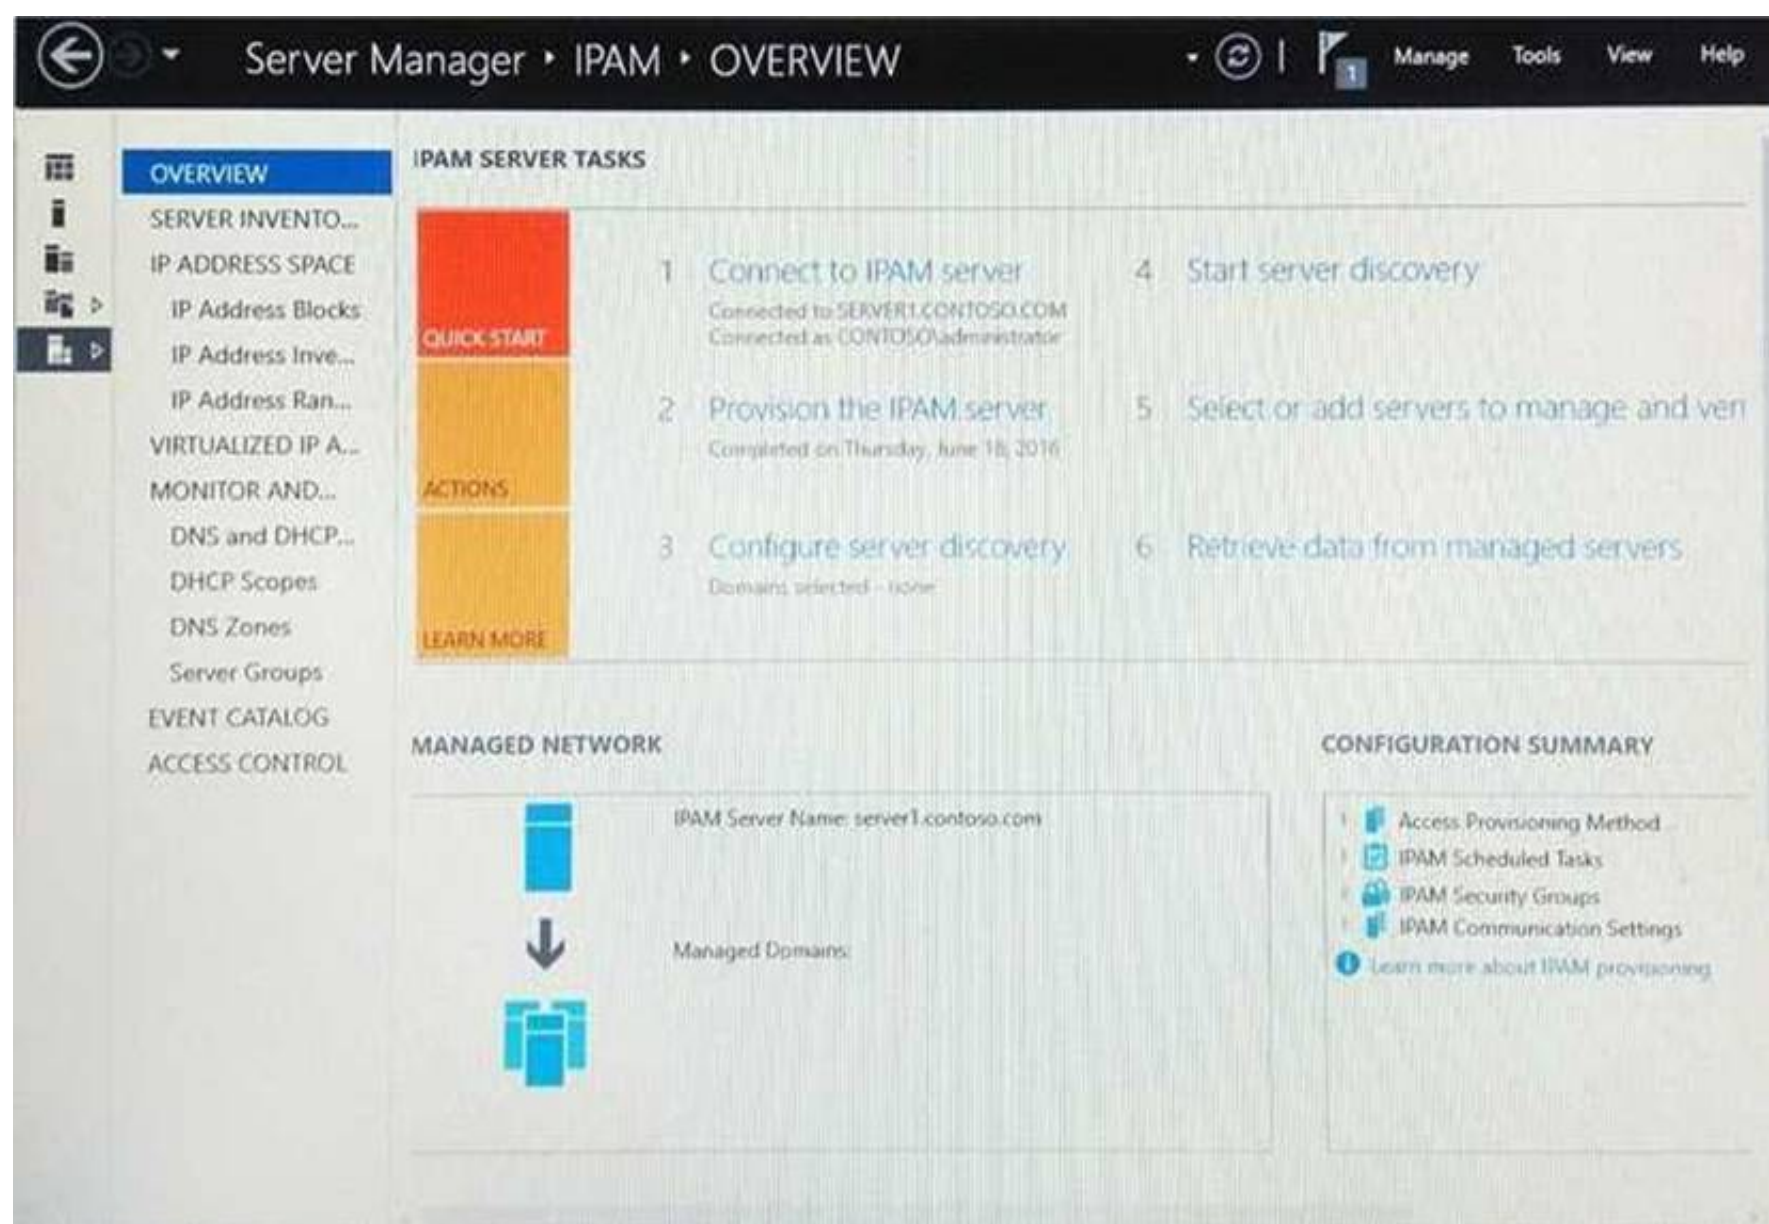 Server Manager ‣ IPAM ‣ OVERVIEW
1
Manage Tools View Help
OVERVIEW
SERVER INVENTO...
IP ADDRESS SPACE
IP Address Blocks
IP Address Inve...
IP Address Ran...
VIRTUALIZED IP A...
MONITOR AND...
DNS and DHCP...
DHCP Scopes
DNS Zones
Server Groups
EVENT CATALOG
ACCESS CONTROL
IPAM SERVER TASKS
QUICK START
ACTIONS
LEARN MORE
1 Connect to IPAM server
Connected to SERVER1.CONTOSO.COM
Connected as CONTOSO\administrator
2 Provision the IPAM server
Completed on Thursday, June 18, 2016
3 Configure server discovery
Domains selected - none
4 Start server discovery
5 Select or add servers to manage and veri
6 Retrieve data from managed servers
MANAGED NETWORK
IPAM Server Name: server1.contoso.com
Managed Domains:
CONFIGURATION SUMMARY
Access Provisioning Method
IPAM Scheduled Tasks
IPAM Security Groups
IPAM Communication Settings
Learn more about IPAM provisioning